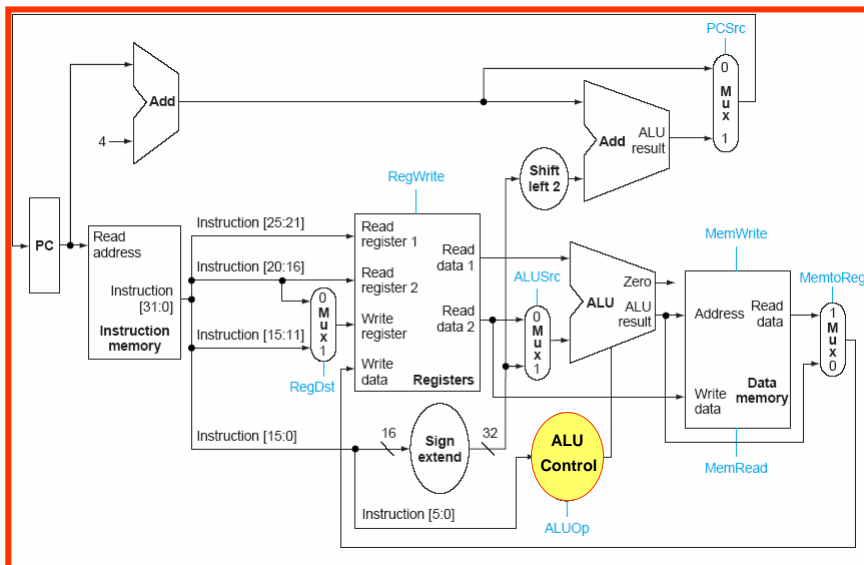 PCSrc
0
M
u
x
1
Add
4
Add
ALU
result
Shift
left 2
RegWrite
PC
Read
address
Instruction
[31:0]
Instruction
memory
Instruction [25:21]
Instruction [20:16]
Instruction [15:11]
Instruction [15:0]
Instruction [5:0]
0
M
u
x
1
RegDst
Read
register 1
Read
register 2
Write
register
Write
data
Read
data 1
Read
data 2
Registers
16
Sign
extend
32
ALUSrc
0
M
u
x
1
Zero
ALU
ALU
result
ALU
Control
ALUOp
MemWrite
Address
Read
data
Write
data
Data
memory
MemRead
MemtoReg
1
M
u
x
0